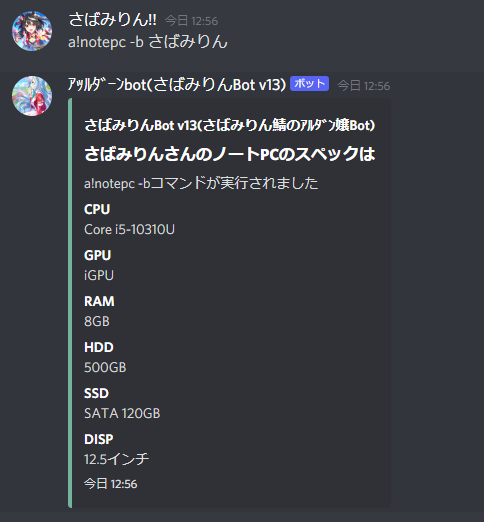 さばみりん!! 今日 12:56
a!notepc -b さばみりん
ｱｯﾙﾀﾞｰﾝbot(さばみりんBot v13) ボット 今日 12:56
さばみりんBot v13(さばみりん鯖のｱﾙﾀﾞﾝ嬢Bot)
さばみりんさんのノートPCのスペックは
a!notepc -bコマンドが実行されました
CPU
Core i5-10310U
GPU
iGPU
RAM
8GB
HDD
500GB
SSD
SATA 120GB
DISP
12.5インチ
今日 12:56